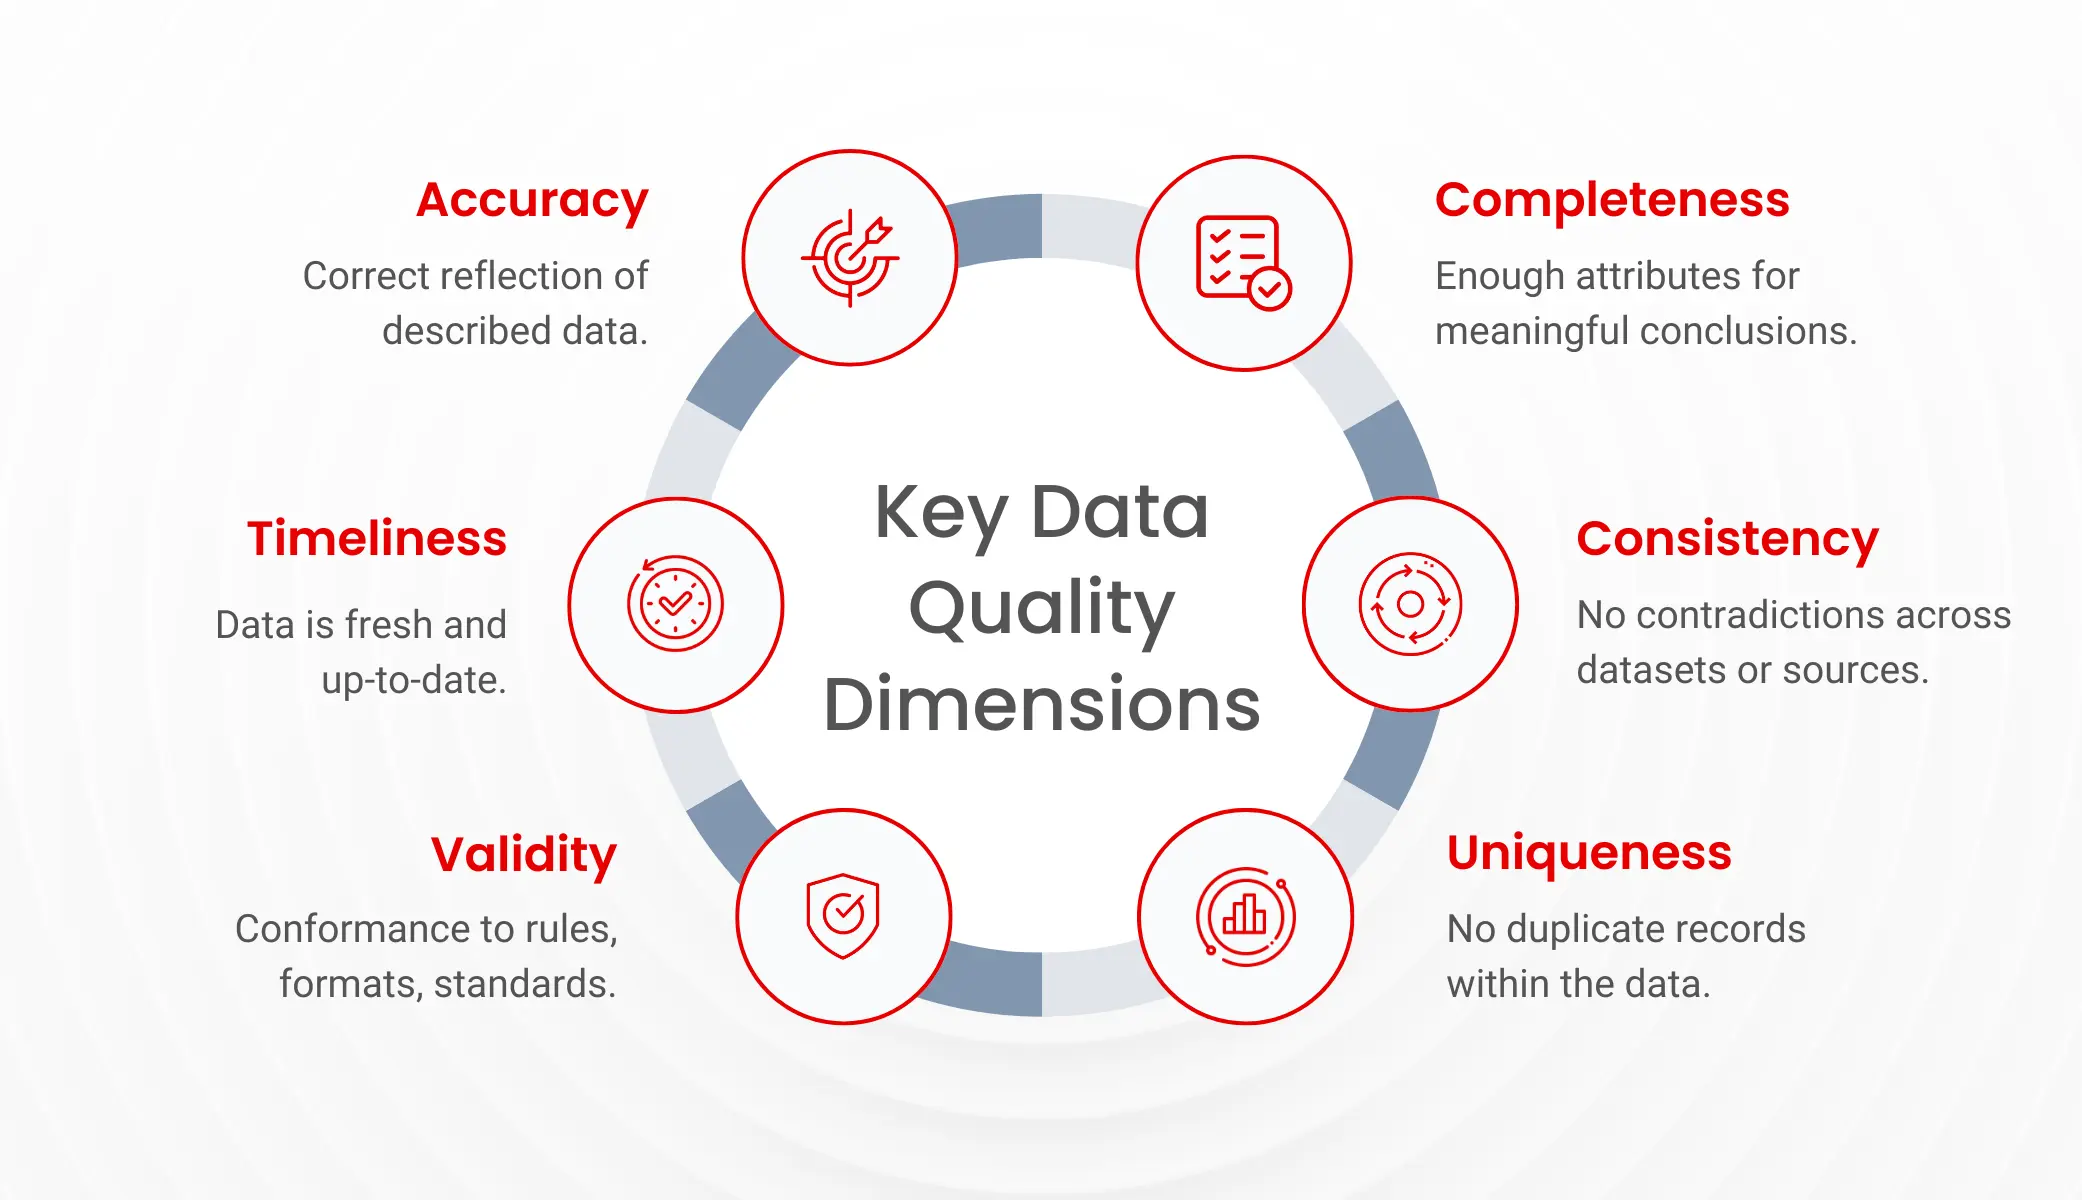 Accuracy
Correct reflection of
described data.
Completeness
Enough attributes for
meaningful conclusions.
Key Data
Quality
Dimensions
Timeliness
Data is fresh and
up-to-date.
Consistency
No contradictions across
datasets or sources.
Validity
Conformance to rules,
formats, standards.
Uniqueness
No duplicate records
within the data.